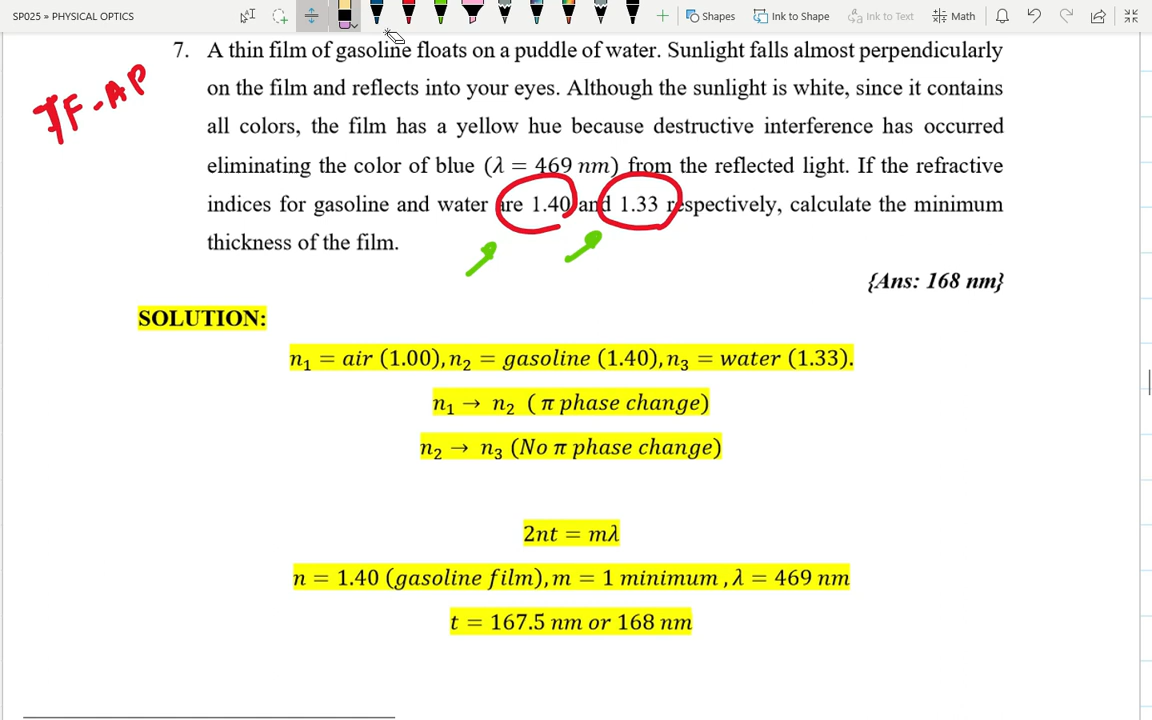 SP025 » PHYSICAL OPTICS
Shapes
Ink to Shape
Ink to Text
Math
TF-AP
7. A thin film of gasoline floats on a puddle of water. Sunlight falls almost perpendicularly
on the film and reflects into your eyes. Although the sunlight is white, since it contains
all colors, the film has a yellow hue because destructive interference has occurred
eliminating the color of blue (λ = 469 nm) from the reflected light. If the refractive
indices for gasoline and water are 1.40 and 1.33 respectively, calculate the minimum
thickness of the film.
{Ans: 168 nm}
SOLUTION:
n₁ = air (1.00), n₂ = gasoline (1.40), n₃ = water (1.33).
n₁ → n₂ ( π phase change)
n₂ → n₃ (No π phase change)
2nt = mλ
n = 1.40 (gasoline film), m = 1 minimum , λ = 469 nm
t = 167.5 nm or 168 nm